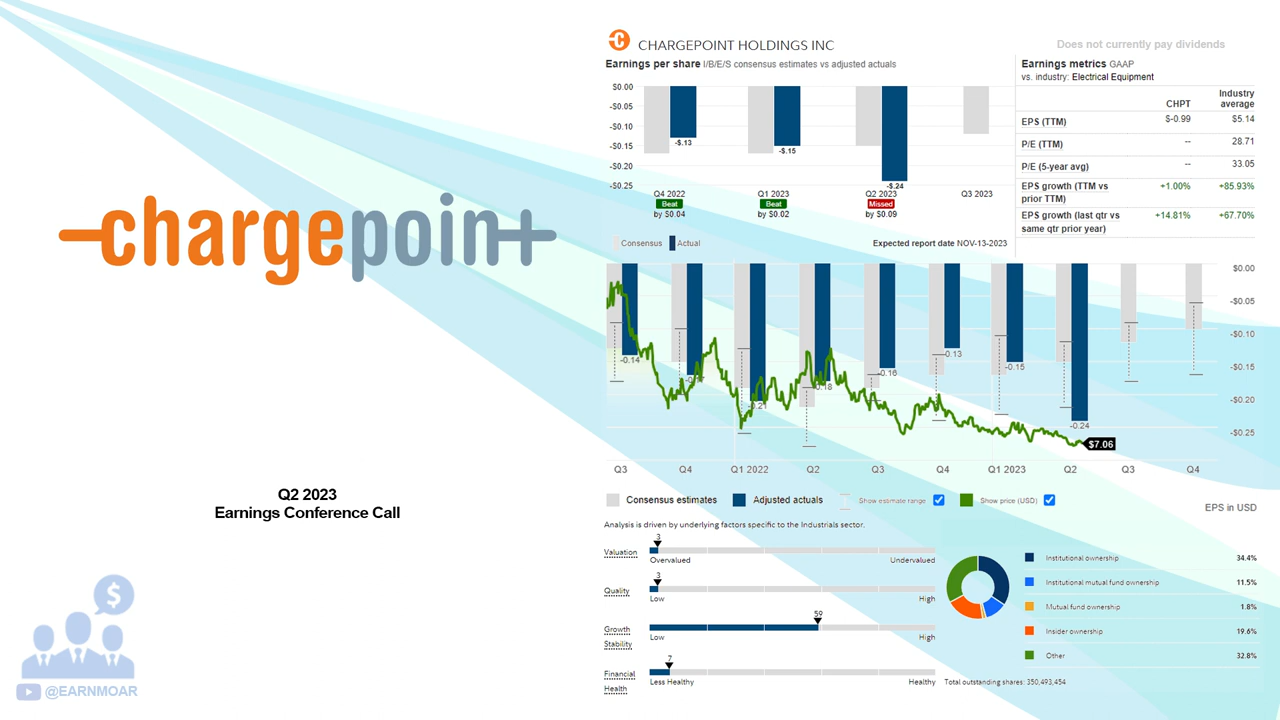 chargepoint
Q2 2023
Earnings Conference Call
$
@EARNMOAR
CHARGEPOINT HOLDINGS INC
Does not currently pay dividends
Earnings per share I/B/E/S consensus estimates vs adjusted actuals
$0.00
-$0.05
-$0.10
-$0.15
-$0.20
-$0.25
-$.13
-$.15
-$.24
Q4 2022
Beat
by $0.04
Q1 2023
Beat
by $0.02
Q2 2023
Missed
by $0.09
Q3 2023
Consensus Actual
Expected report date NOV-13-2023
Earnings metrics GAAP
vs. industry: Electrical Equipment
CHPT Industry average
EPS (TTM) $-0.99 $5.14
P/E (TTM) -- 28.71
P/E (5-year avg) -- 33.05
EPS growth (TTM vs prior TTM) +1.00% +85.93%
EPS growth (last qtr vs same qtr prior year) +14.81% +67.70%
$0.00
-$0.05
-$0.10
-$0.15
-$0.20
-$0.25
-0.14
-0.17
-0.21
-0.18
-0.16
-0.13
-0.15
-0.24
$7.06
Q3 Q4 Q1 2022 Q2 Q3 Q4 Q1 2023 Q2 Q3 Q4
Consensus estimates Adjusted actuals Show estimate range Show price (USD)
EPS in USD
Analysis is driven by underlying factors specific to the Industrials sector.
Valuation 3
Overvalued Undervalued
Quality 3
Low High
Growth Stability 59
Low High
Financial Health 7
Less Healthy Healthy
Institutional ownership 34.4%
Institutional mutual fund ownership 11.5%
Mutual fund ownership 1.8%
Insider ownership 19.6%
Other 32.8%
Total outstanding shares: 350,493,454